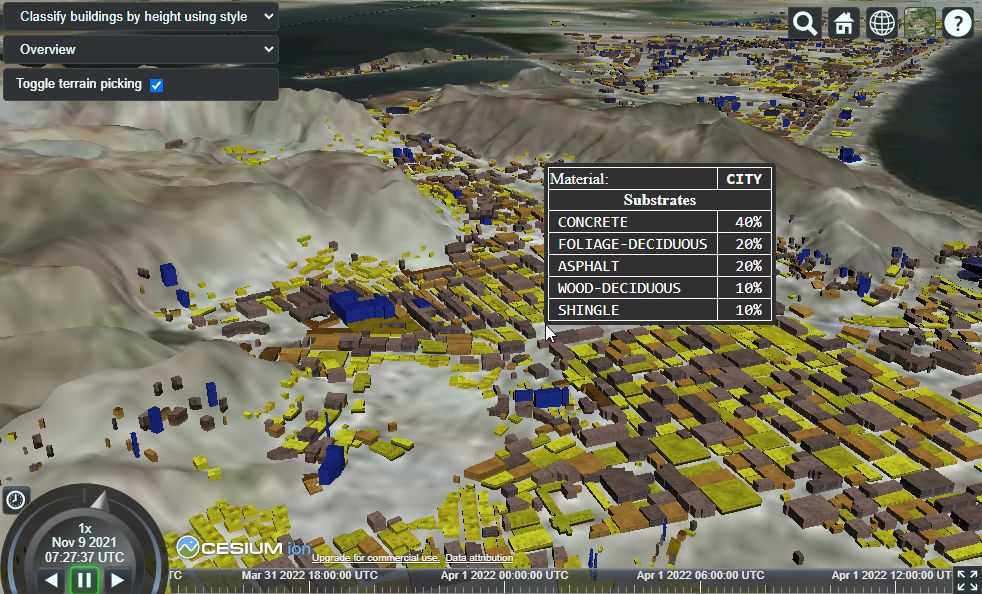 Classify buildings by height using style
Overview
Toggle terrain picking
?
Material: CITY
Substrates
CONCRETE 40%
FOLIAGE-DECIDUOUS 20%
ASPHALT 20%
WOOD-DECIDUOUS 10%
SHINGLE 10%
1x
Nov 9 2021
07:27:37 UTC
CESIUM ion Upgrade for commercial use. Data attribution
TC Mar 31 2022 18:00:00 UTC Apr 1 2022 00:00:00 UTC Apr 1 2022 06:00:00 UTC Apr 1 2022 12:00:00 UT